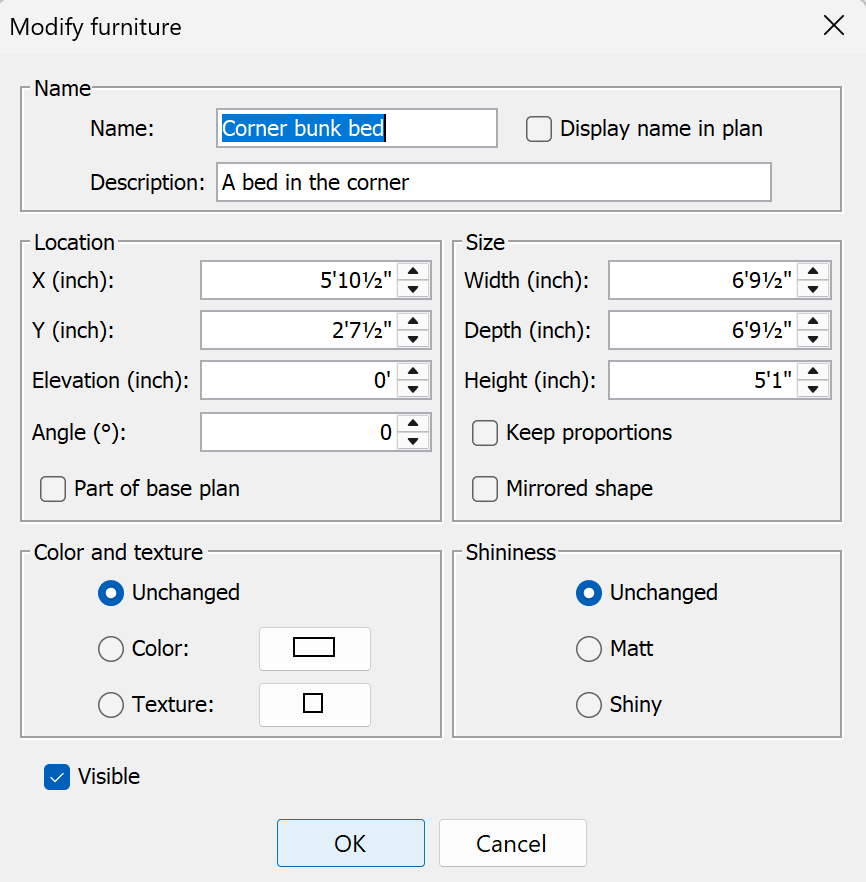 Modify furniture
Name
Name: Corner bunk bed Display name in plan
Description: A bed in the corner
Location
X (inch): 5'10½"
Y (inch): 2'7½"
Elevation (inch): 0'
Angle (°): 0
Part of base plan
Size
Width (inch): 6'9½"
Depth (inch): 6'9½"
Height (inch): 5'1"
Keep proportions
Mirrored shape
Color and texture
Unchanged
Color:
Texture:
Shininess
Unchanged
Matt
Shiny
Visible
OK Cancel